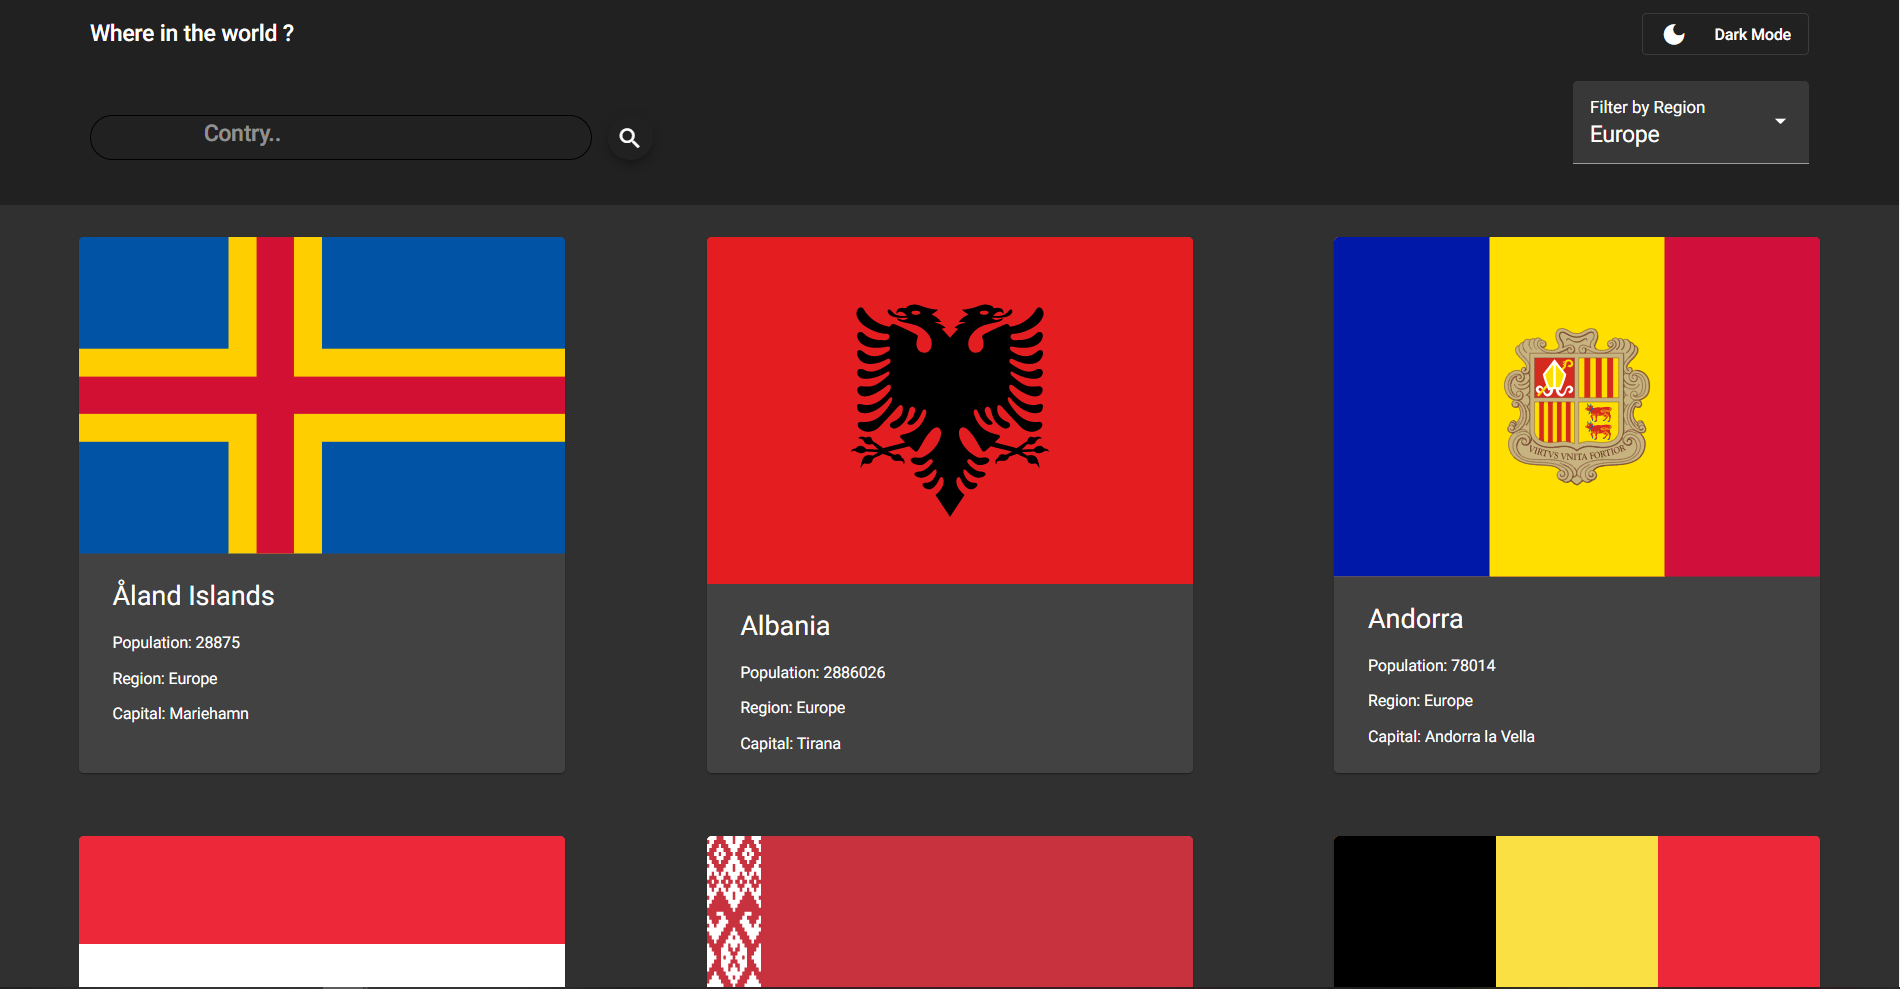 Where in the world ?
Dark Mode
Contry..
Filter by Region
Europe
VIRTVS VNITA FORTIOR
Åland Islands
Population: 28875
Region: Europe
Capital: Mariehamn
Albania
Population: 2886026
Region: Europe
Capital: Tirana
Andorra
Population: 78014
Region: Europe
Capital: Andorra la Vella